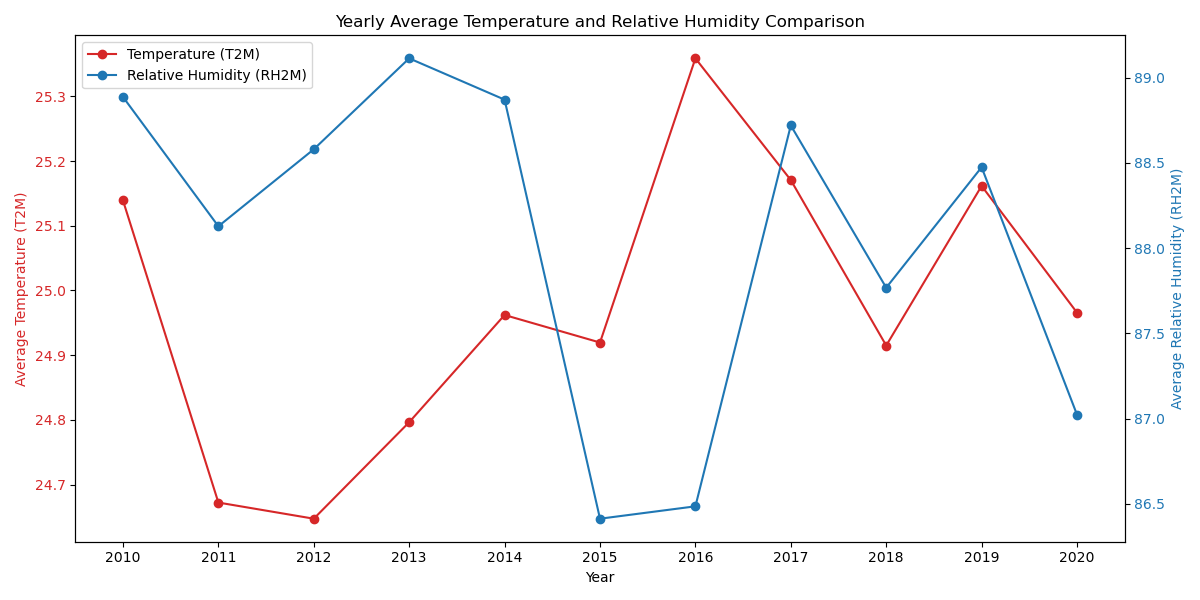 Yearly Average Temperature and Relative Humidity Comparison
Temperature (T2M)
Relative Humidity (RH2M)
Average Temperature (T2M)
25.3
25.2
25.1
25.0
24.9
24.8
24.7
89.0
88.5
88.0
87.5
87.0
86.5
Average Relative Humidity (RH2M)
2010 2011 2012 2013 2014 2015 2016 2017 2018 2019 2020
Year